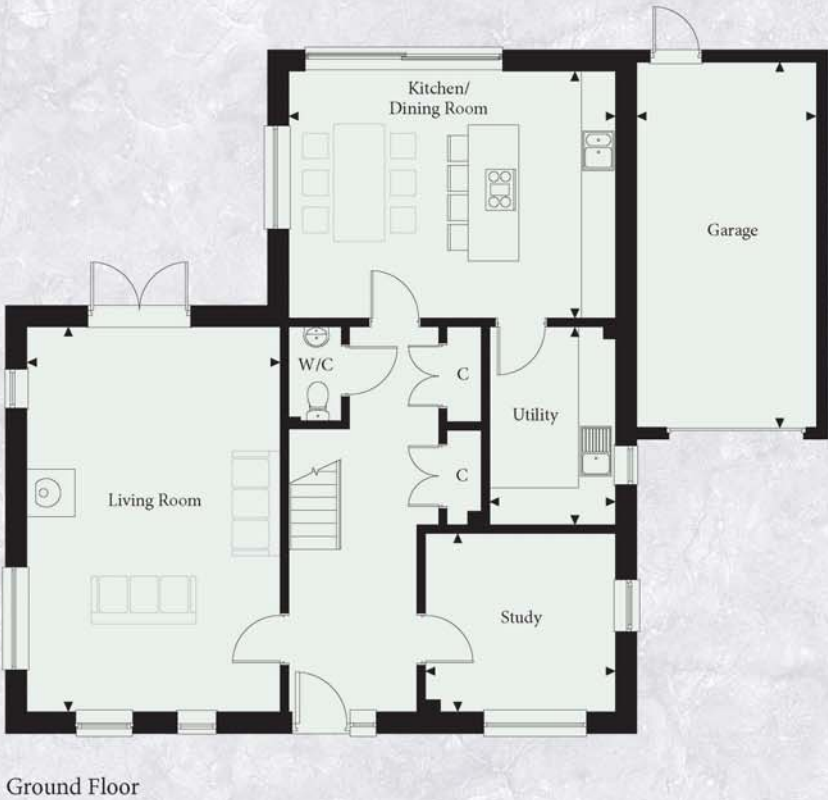 Kitchen/
Dining Room
Garage
W/C
C
Utility
C
Living Room
Study
Ground Floor